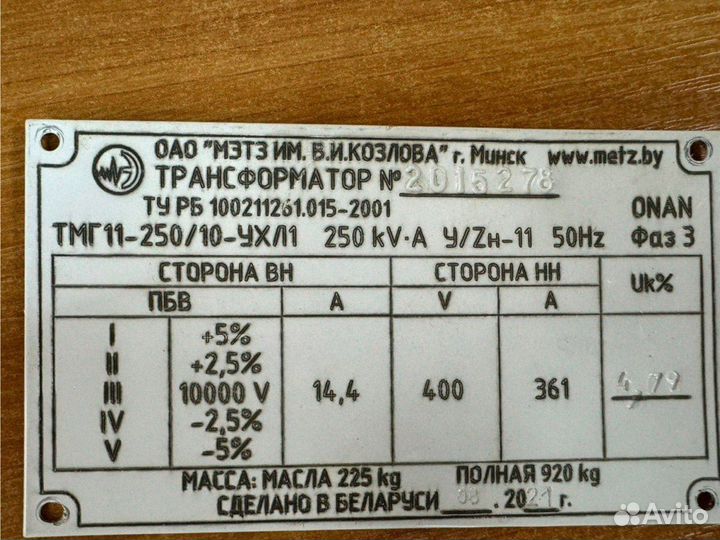 ОАО "МЭТЗ ИМ. В.И.КОЗЛОВА" г. Минск www.metz.by
ТРАНСФОРМАТОР № 2015278
ТУ РБ 100211261.015-2001 ONAN
ТМГ11-250/10-УХЛ1 250 kV·A У/Zн-11 50Hz Фаз 3
СТОРОНА ВН СТОРОНА НН Uk%
ПБВ А V А
I +5%
II +2,5%
III 10000 V 14,4 400 361 4,79
IV -2,5%
V -5%
МАССА: МАСЛА 225 kg ПОЛНАЯ 920 kg
СДЕЛАНО В БЕЛАРУСИ . 2021 г.
Avito